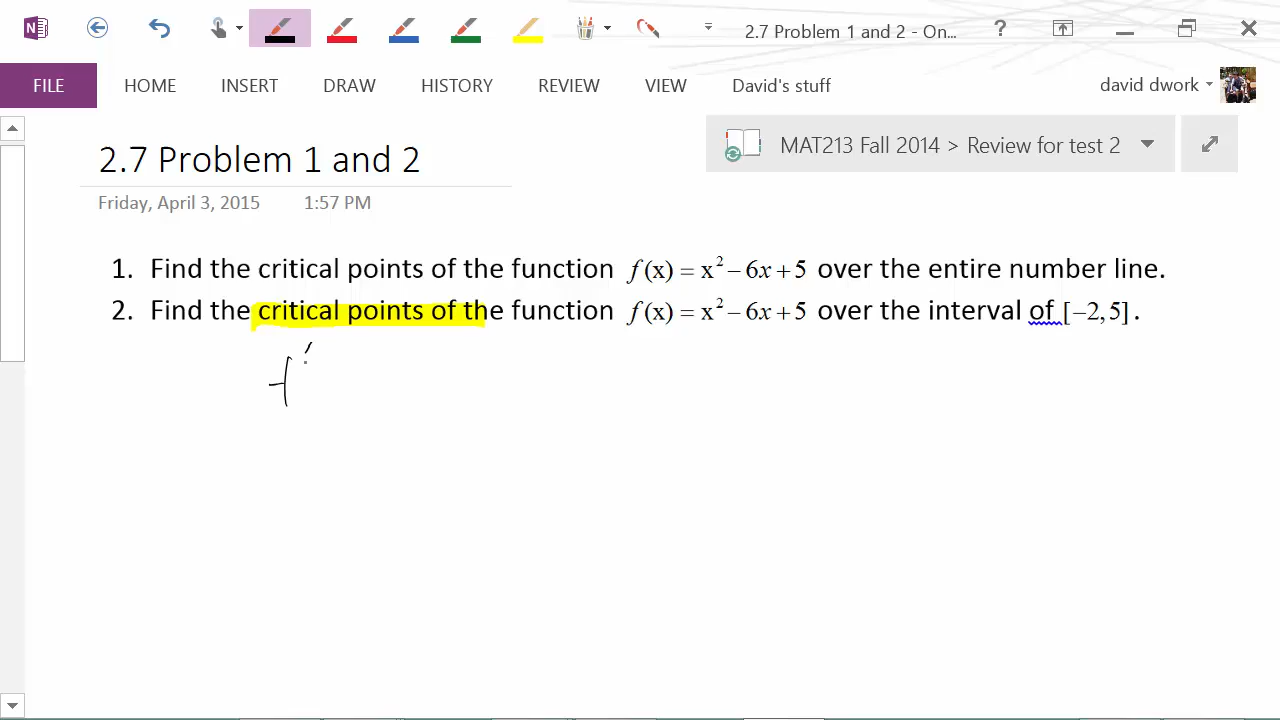 2.7 Problem 1 and 2 - On...
FILE HOME INSERT DRAW HISTORY REVIEW VIEW David's stuff david dwork
MAT213 Fall 2014 > Review for test 2
2.7 Problem 1 and 2
Friday, April 3, 2015 1:57 PM
1. Find the critical points of the function f(x) = x² − 6x + 5 over the entire number line.
2. Find the critical points of the function f(x) = x² − 6x + 5 over the interval of [−2, 5].
f'